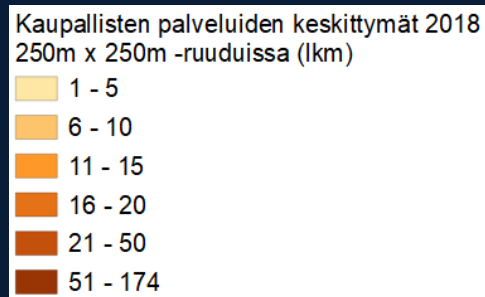 Kaupallisten palveluiden keskittymät 2018
250m x 250m -ruuduissa (lkm)
1 - 5
6 - 10
11 - 15
16 - 20
21 - 50
51 - 174